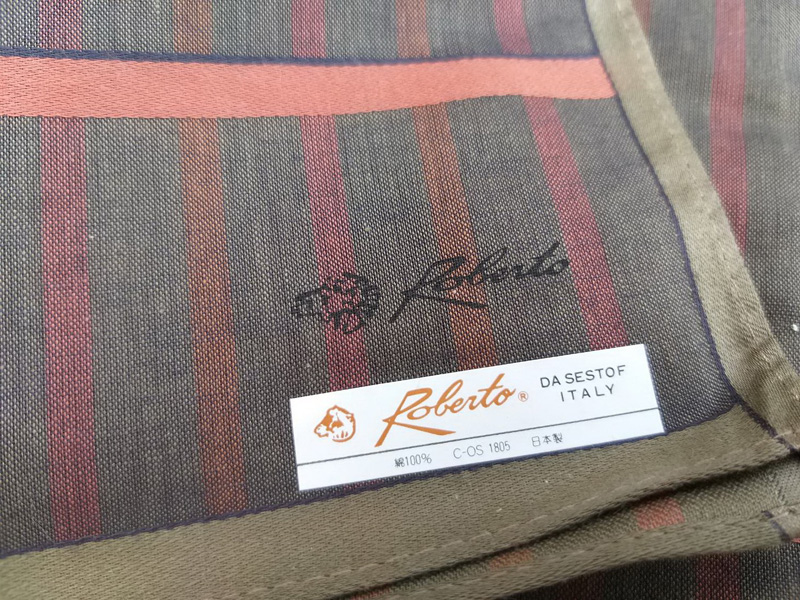 Roberto
Roberto®
DA SESTOF
ITALY
綿100% C-OS 1805 日本製